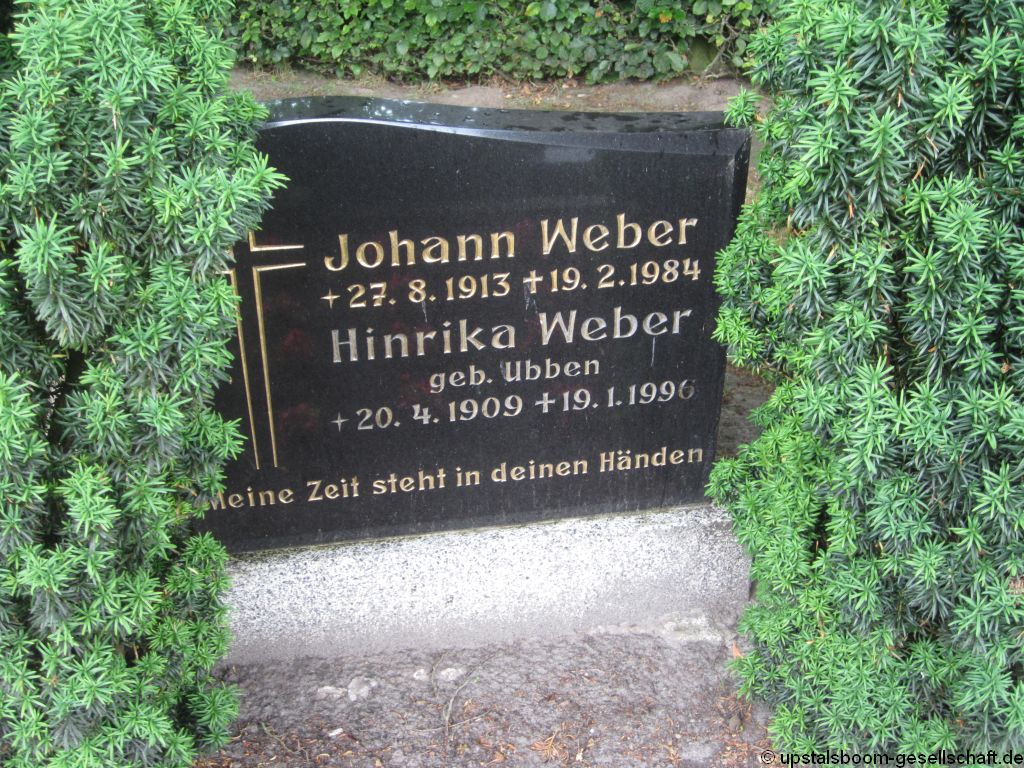 Johann Weber
+27. 8. 1913 +19. 2. 1984
Hinrika Weber
geb. Ubben
+20. 4. 1909 +19. 1. 1996
Meine Zeit steht in deinen Händen
© upstalsboom-gesellschaft.de